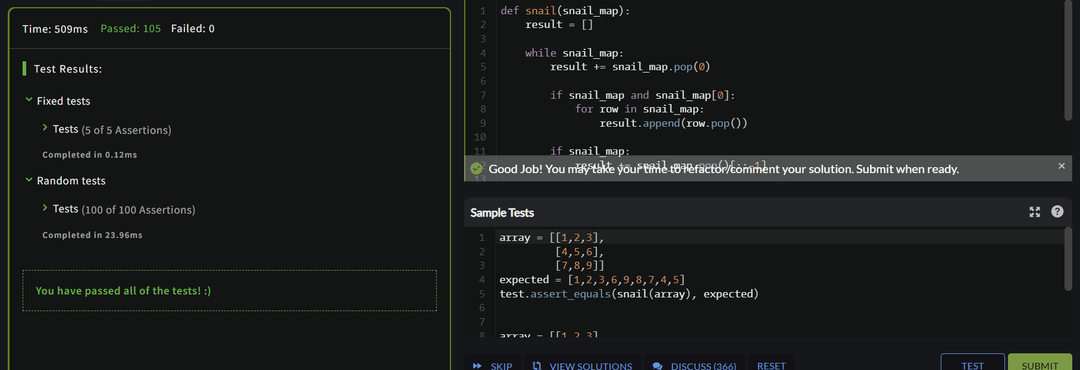 Time: 509ms Passed: 105 Failed: 0
Test Results:
Fixed tests
Tests (5 of 5 Assertions)
Completed in 0.12ms
Random tests
Tests (100 of 100 Assertions)
Completed in 23.96ms
You have passed all of the tests! :)
1 def snail(snail_map):
2 result = []
3
4 while snail_map:
5 result += snail_map.pop(0)
6
7 if snail_map and snail_map[0]:
8 for row in snail_map:
9 result.append(row.pop())
10
11 if snail_map:
result += snail_map.pop()[::-1]
Good Job! You may take your time to refactor/comment your solution. Submit when ready.
13
Sample Tests
1 array = [[1,2,3],
2 [4,5,6],
3 [7,8,9]]
4 expected = [1,2,3,6,9,8,7,4,5]
5 test.assert_equals(snail(array), expected)
6
7
8 array = [[1,2,3]
SKIP VIEW SOLUTIONS DISCUSS (366) RESET TEST SUBMIT